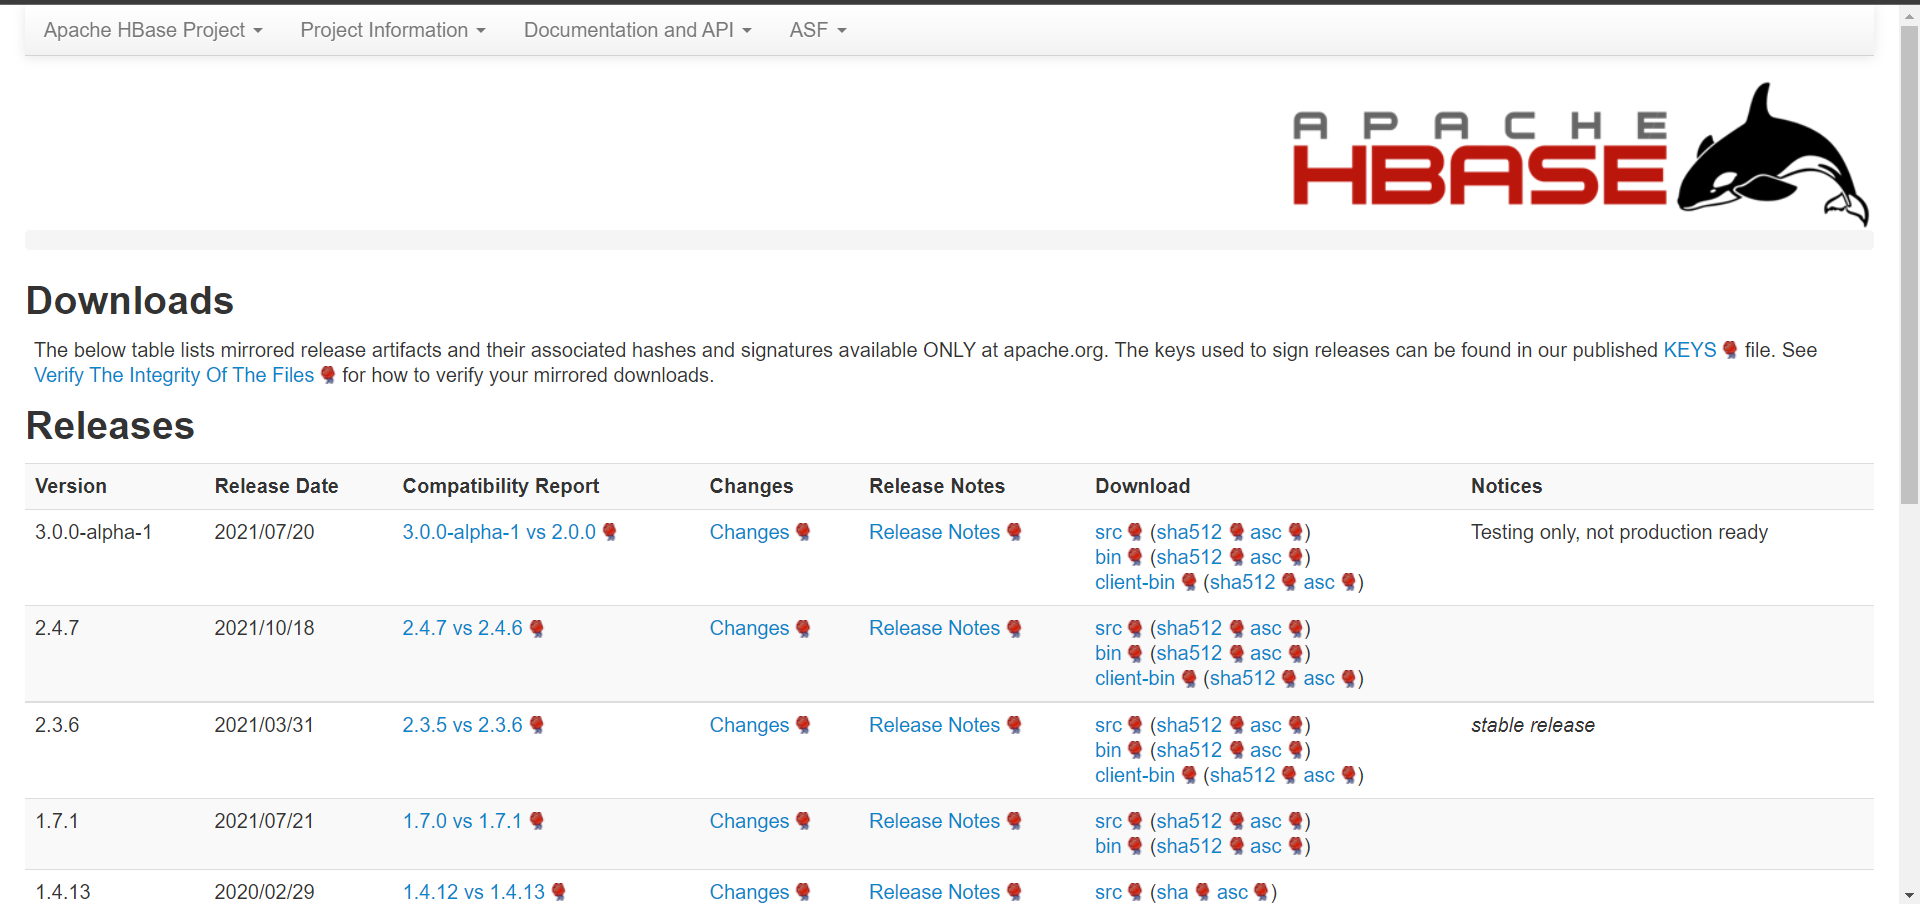 Apache HBase Project Project Information Documentation and API ASF
APACHE
HBASE
Downloads
The below table lists mirrored release artifacts and their associated hashes and signatures available ONLY at apache.org. The keys used to sign releases can be found in our published KEYS file. See
Verify The Integrity Of The Files for how to verify your mirrored downloads.
Releases
Version Release Date Compatibility Report Changes Release Notes Download Notices
3.0.0-alpha-1 2021/07/20 3.0.0-alpha-1 vs 2.0.0 Changes Release Notes src (sha512 asc ) Testing only, not production ready
bin (sha512 asc )
client-bin (sha512 asc )
2.4.7 2021/10/18 2.4.7 vs 2.4.6 Changes Release Notes src (sha512 asc )
bin (sha512 asc )
client-bin (sha512 asc )
2.3.6 2021/03/31 2.3.5 vs 2.3.6 Changes Release Notes src (sha512 asc ) stable release
bin (sha512 asc )
client-bin (sha512 asc )
1.7.1 2021/07/21 1.7.0 vs 1.7.1 Changes Release Notes src (sha512 asc )
bin (sha512 asc )
1.4.13 2020/02/29 1.4.12 vs 1.4.13 Changes Release Notes src (sha asc )